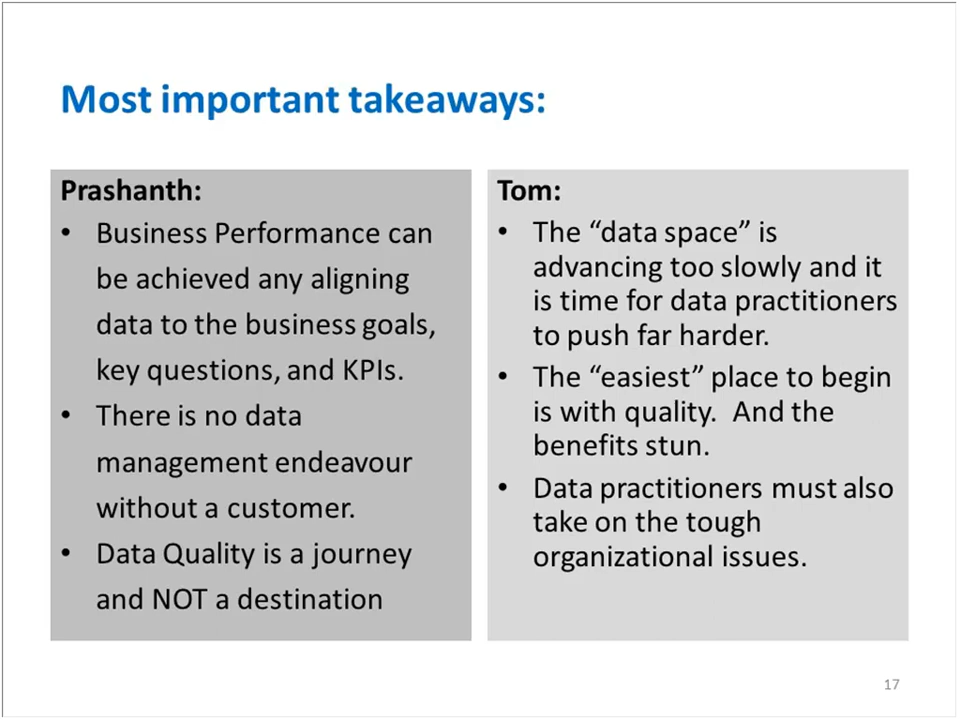 Most important takeaways:
Prashanth:
• Business Performance can
be achieved any aligning
data to the business goals,
key questions, and KPIs.
• There is no data
management endeavour
without a customer.
• Data Quality is a journey
and NOT a destination
Tom:
• The “data space” is
advancing too slowly and it
is time for data practitioners
to push far harder.
• The “easiest” place to begin
is with quality.  And the
benefits stun.
• Data practitioners must also
take on the tough
organizational issues.
17